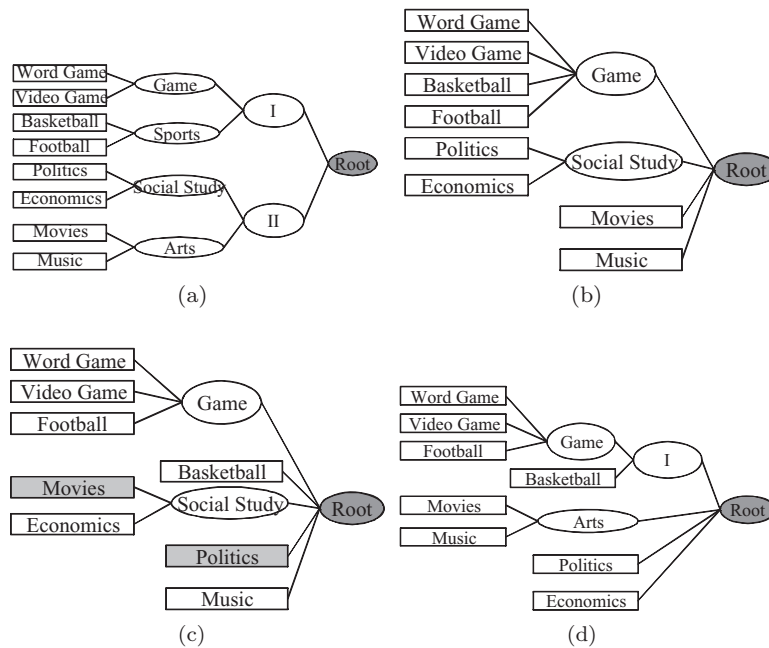 Word Game
Video Game
Basketball
Football
Politics
Economics
Movies
Music
Game
Sports
Social Study
Arts
I
II
Root
(a)
Word Game
Video Game
Basketball
Football
Politics
Economics
Game
Social Study
Movies
Music
Root
(b)
Word Game
Video Game
Football
Game
Basketball
Movies
Economics
Social Study
Politics
Music
Root
(c)
Word Game
Video Game
Football
Game
Basketball
I
Movies
Music
Arts
Politics
Economics
Root
(d)